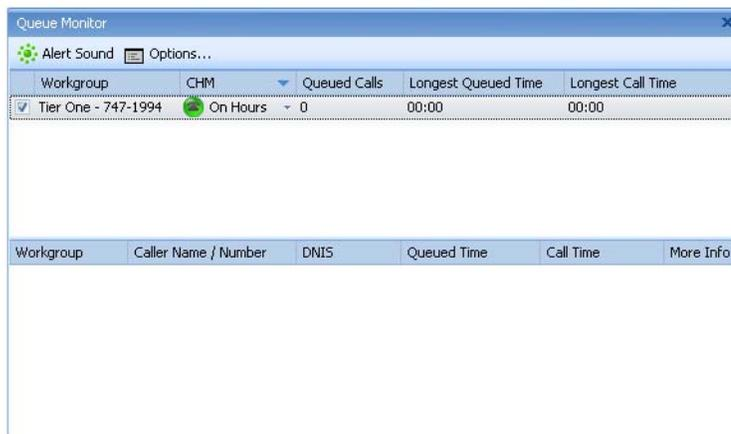 Queue Monitor
Alert Sound Options...
Workgroup CHM Queued Calls Longest Queued Time Longest Call Time
Tier One - 747-1994 On Hours 0 00:00 00:00
Workgroup Caller Name / Number DNIS Queued Time Call Time More Info